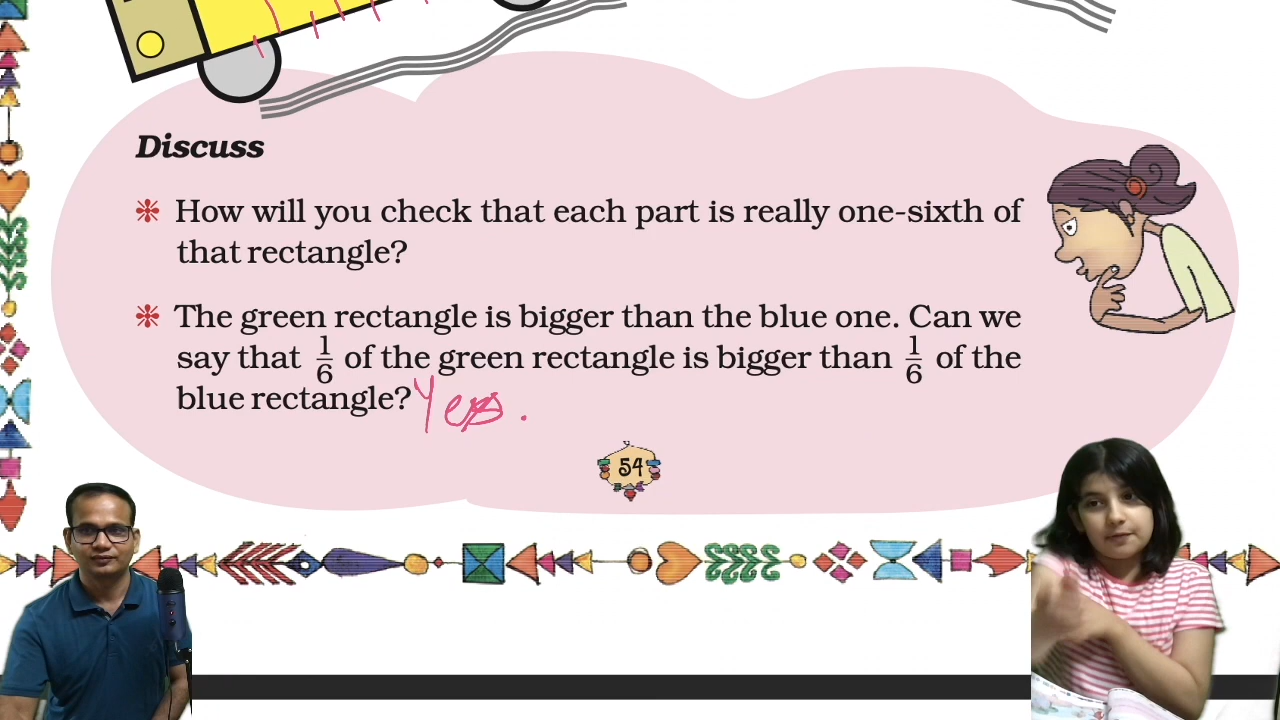 Discuss
❉ How will you check that each part is really one-sixth of
that rectangle?
❉ The green rectangle is bigger than the blue one. Can we
say that 1/6 of the green rectangle is bigger than 1/6 of the
blue rectangle? Yes.
54